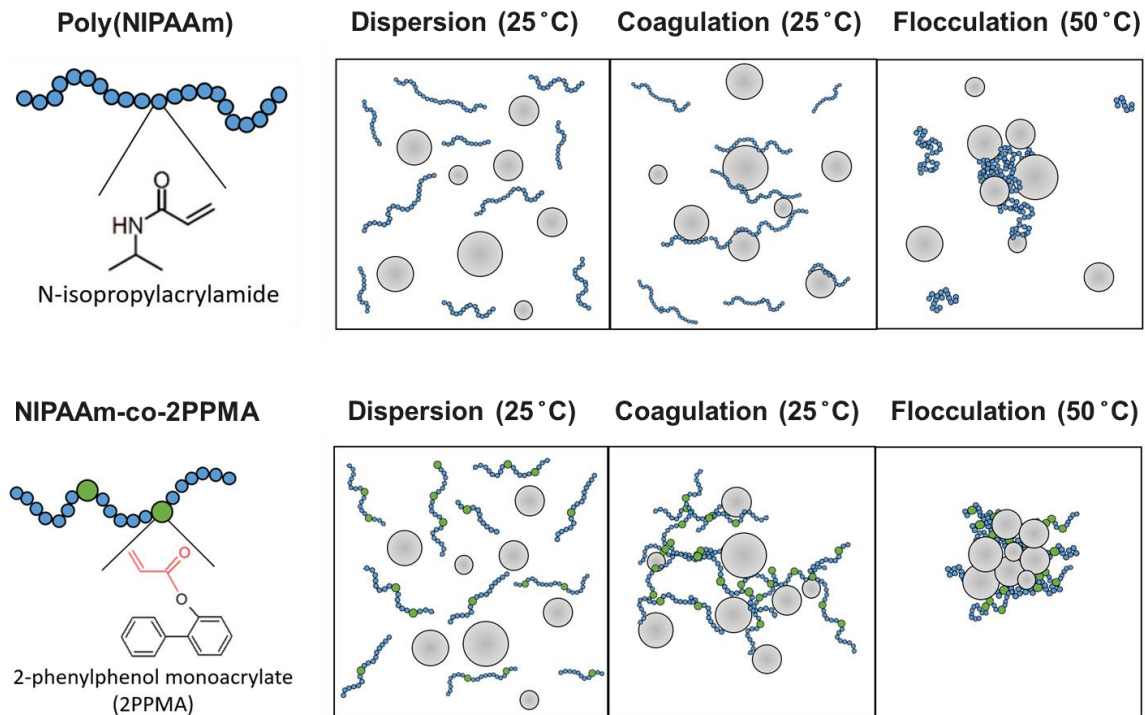 Poly(NIPAAm)
Dispersion (25°C)
Coagulation (25°C)
Flocculation (50°C)
O
HN
N-isopropylacrylamide
NIPAAm-co-2PPMA
Dispersion (25°C)
Coagulation (25°C)
Flocculation (50°C)
O
O
2-phenylphenol monoacrylate
(2PPMA)